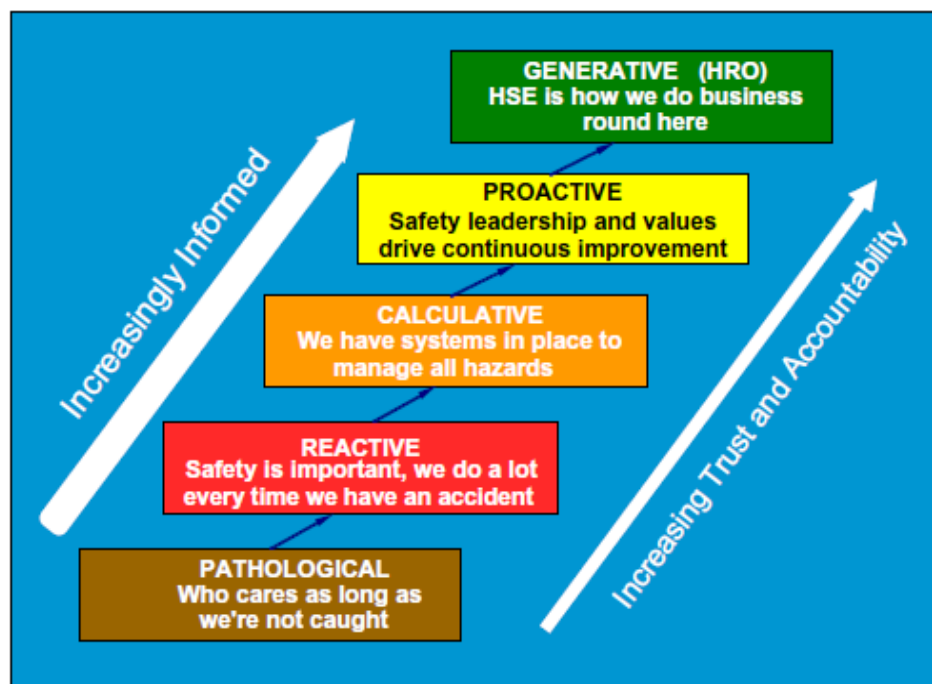 GENERATIVE (HRO)
HSE is how we do business
round here
PROACTIVE
Safety leadership and values
drive continuous improvement
CALCULATIVE
We have systems in place to
manage all hazards
REACTIVE
Safety is important, we do a lot
every time we have an accident
PATHOLOGICAL
Who cares as long as
we're not caught
Increasingly Informed
Increasing Trust and Accountability